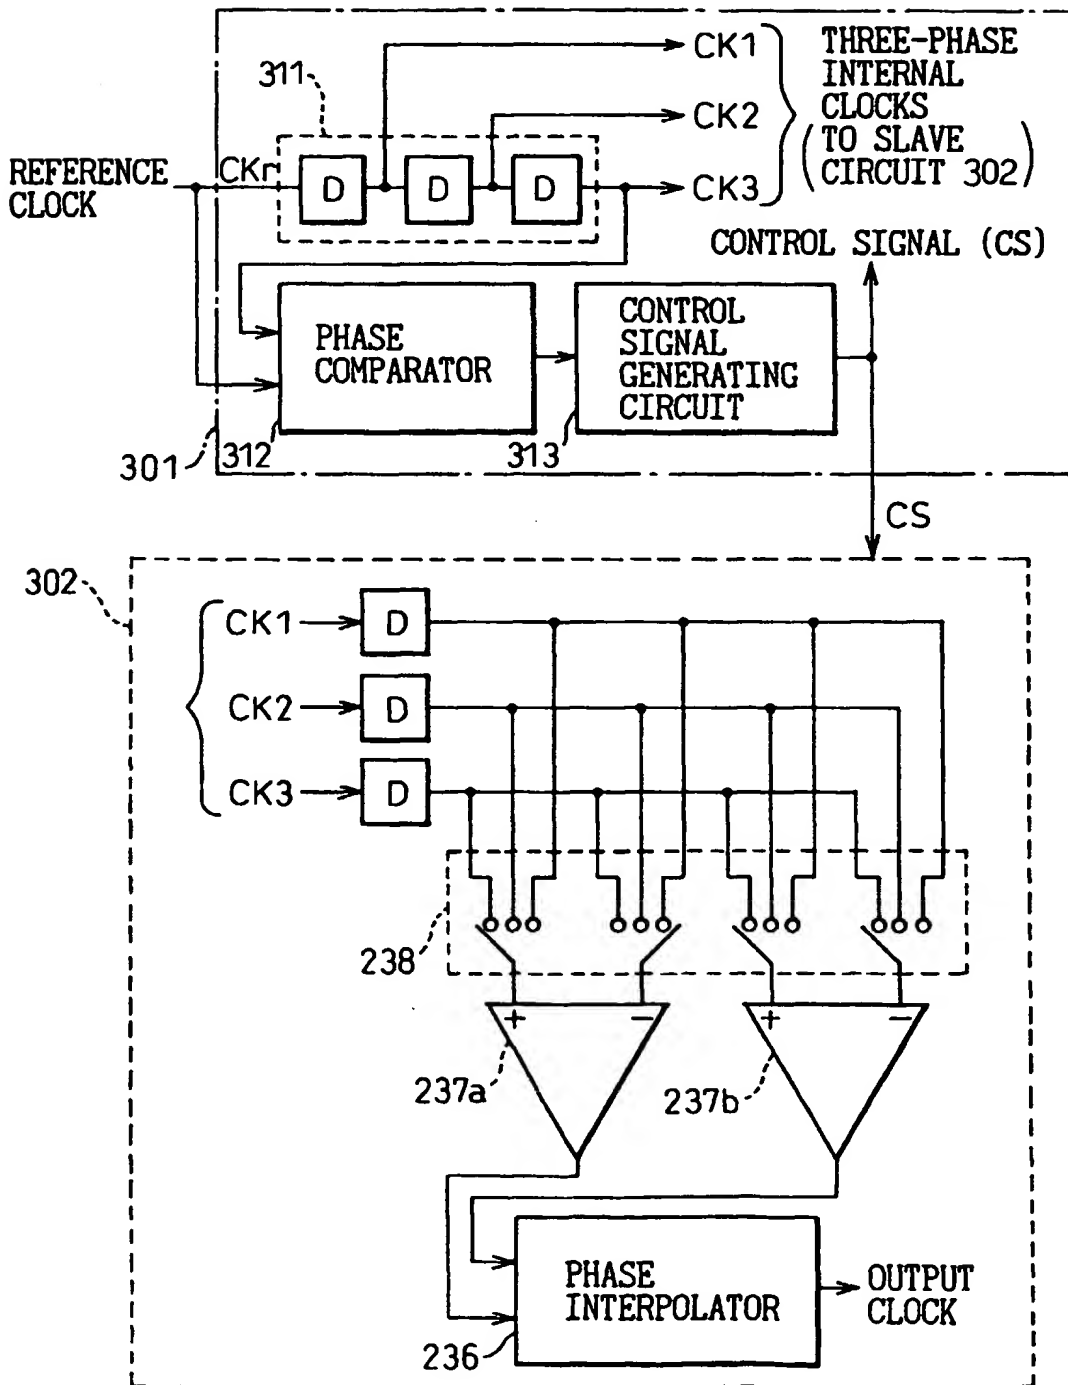 CK1
THREE-PHASE
INTERNAL
CLOCKS
(TO SLAVE
CIRCUIT 302)
311
CK2
REFERENCE
CLOCK
CKr
D
D
D
CK3
CONTROL SIGNAL (CS)
PHASE
COMPARATOR
CONTROL
SIGNAL
GENERATING
CIRCUIT
301
312
313
CS
302
CK1
D
CK2
D
CK3
D
238
+
−
+
−
237a
237b
PHASE
INTERPOLATOR
OUTPUT
CLOCK
236